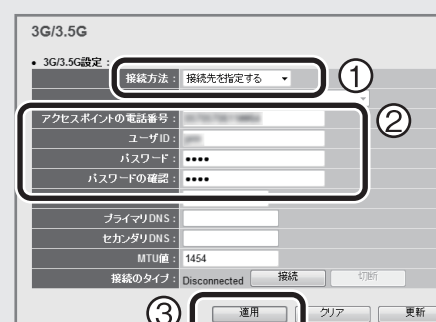 3G/3.5G
• 3G/3.5G設定：
接続方法： 接続先を指定する
①
アクセスポイントの電話番号：
②
ユーザID：
パスワード： ••••
パスワードの確認： ••••
プライマリDNS：
セカンダリDNS：
MTU値： 1454
接続のタイプ： Disconnected 接続 切断
③
適用 クリア 更新